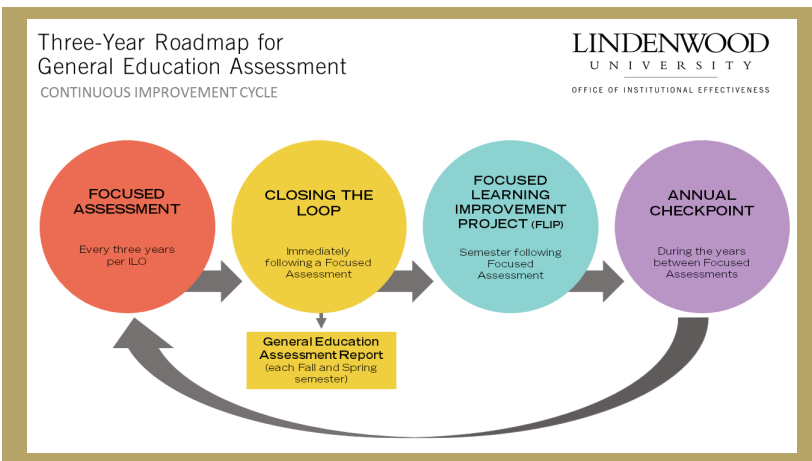 Three-Year Roadmap for
General Education Assessment
CONTINUOUS IMPROVEMENT CYCLE
LINDENWOOD
UNIVERSITY
OFFICE OF INSTITUTIONAL EFFECTIVENESS
FOCUSED
ASSESSMENT
Every three years
per ILO
CLOSING THE
LOOP
Immediately
following a Focused
Assessment
General Education
Assessment Report
(each Fall and Spring
semester)
FOCUSED
LEARNING
IMPROVEMENT
PROJECT (FLIP)
Semester following
Focused
Assessment
ANNUAL
CHECKPOINT
During the years
between Focused
Assessments